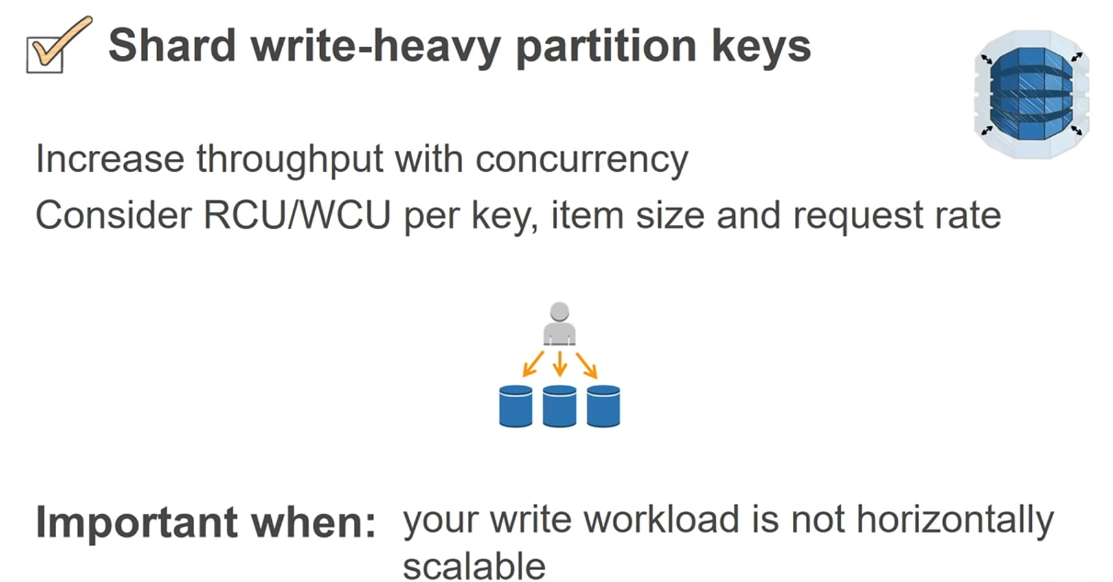 Shard write-heavy partition keys
Increase throughput with concurrency
Consider RCU/WCU per key, item size and request rate
Important when: your write workload is not horizontally
scalable